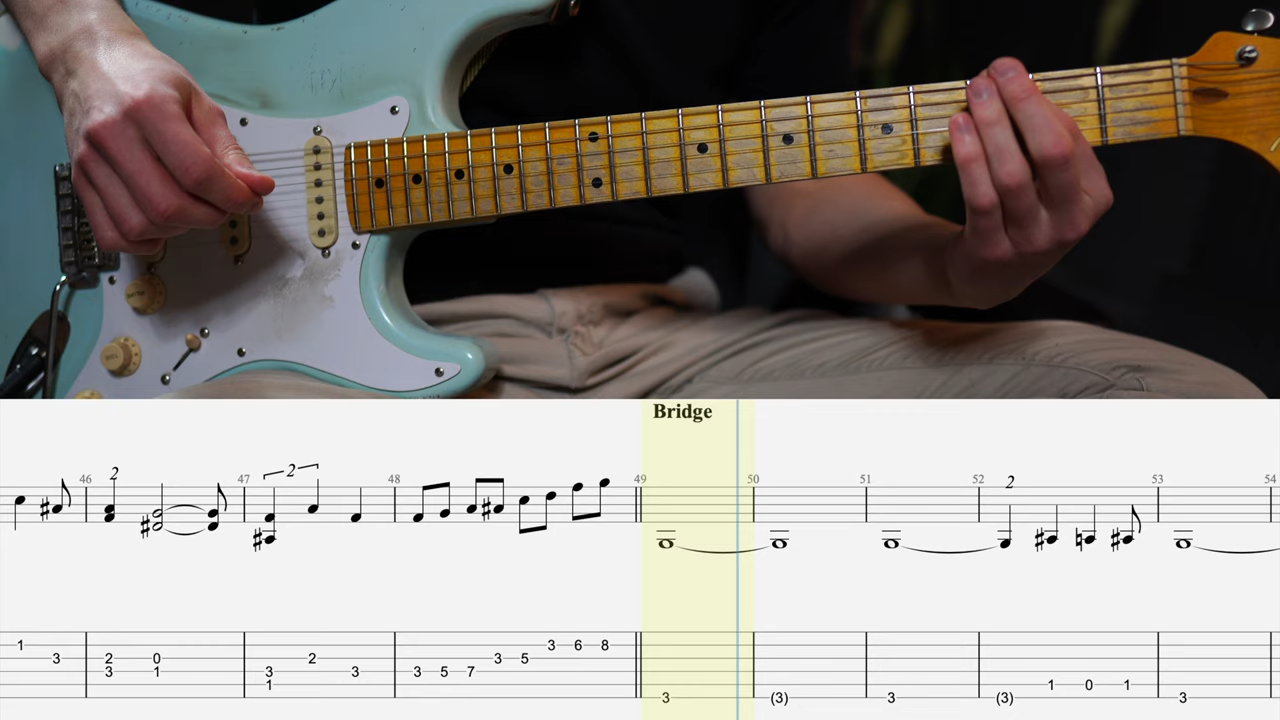 Bridge
46 47 48 49 50 51 52 53 54
2 2 2
1 3 6 8
3 2 0 2 3 5
3 1 3 3 3 5 7
1 1 0 1
3 (3) 3 (3) 3